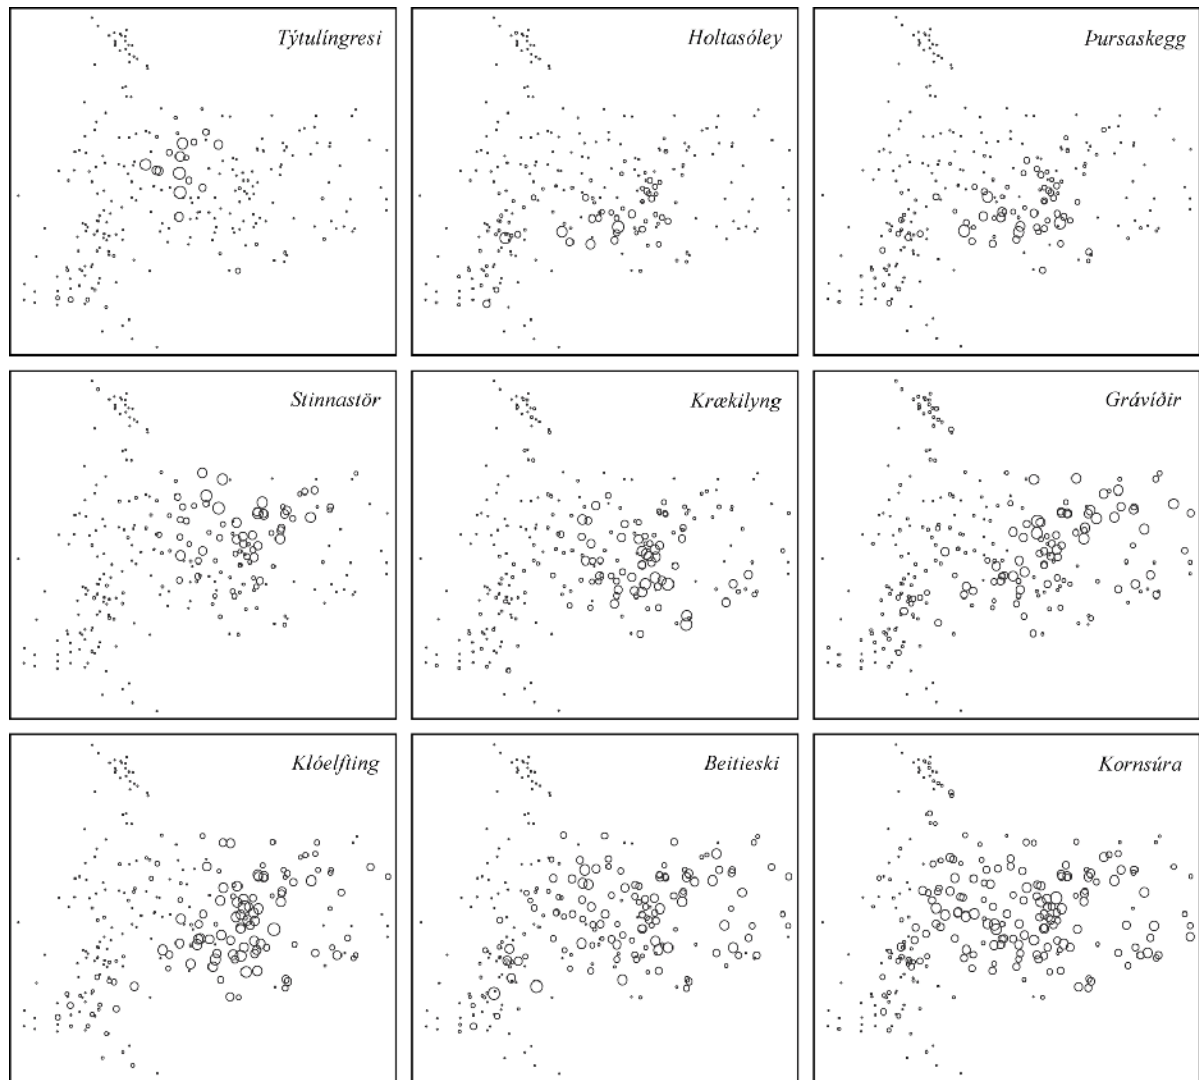 Týtulíngresi
Holtasóley
Þursaskegg
Stinnastör
Krækilyng
Grávíðir
Klóelfting
Beitieski
Kornsúra